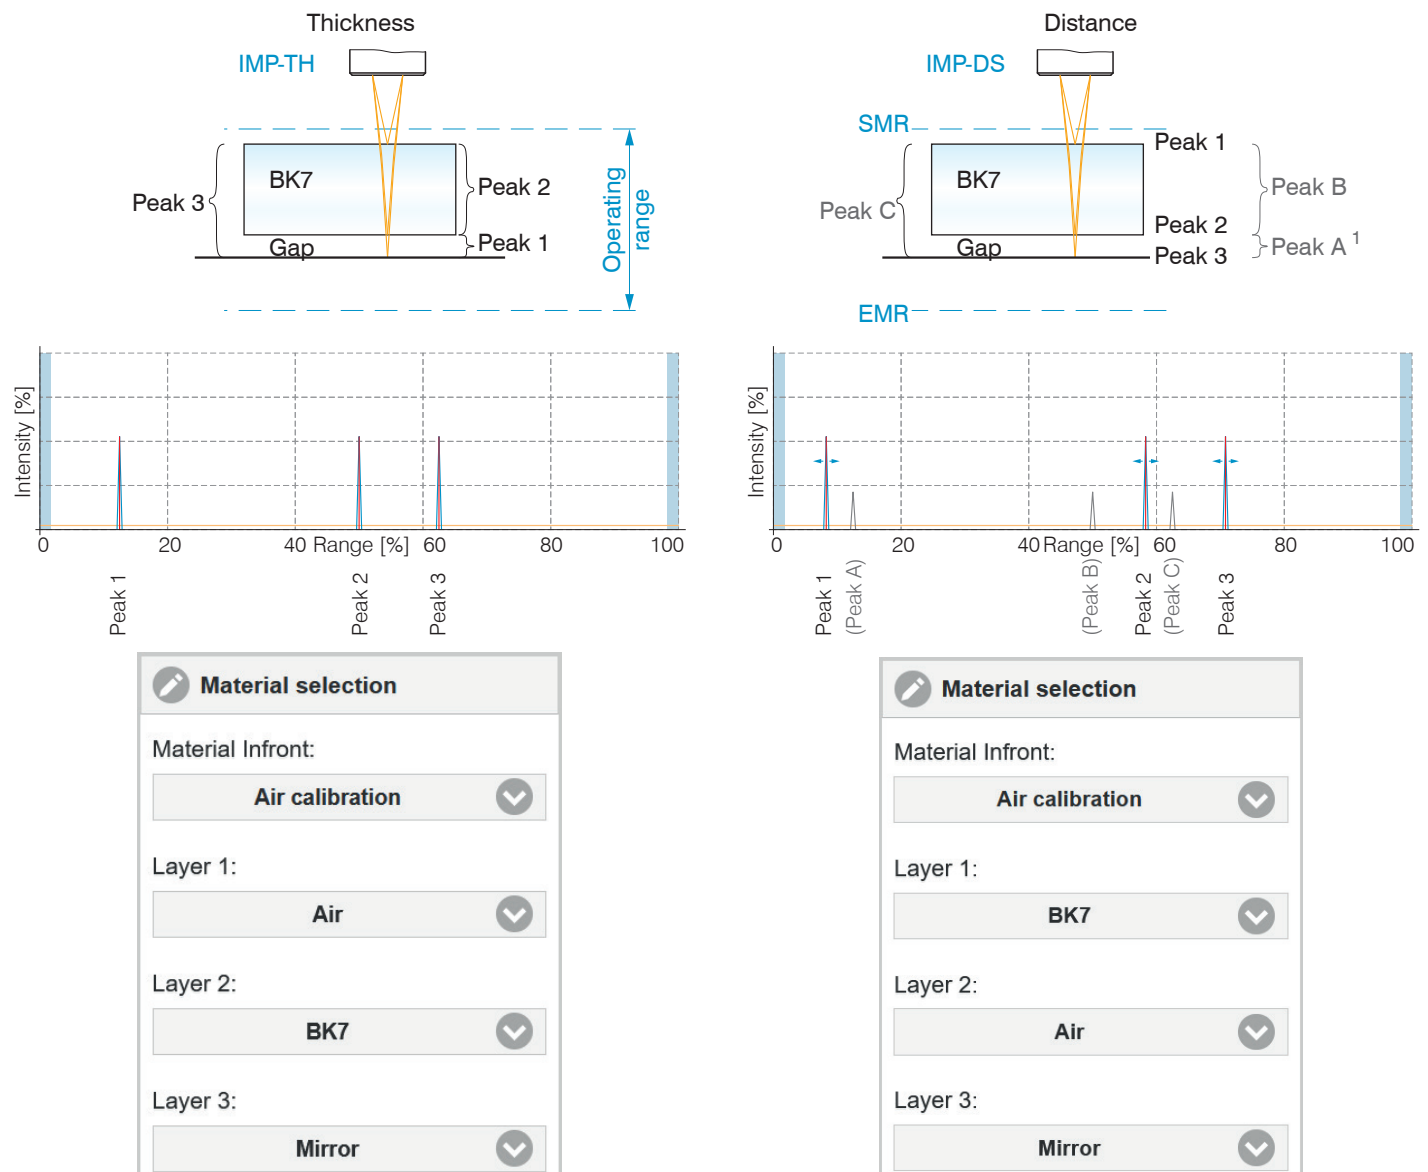 Thickness
IMP-TH
BK7
Gap
Peak 3
Peak 2
Peak 1
Operating
range
Intensity [%]
0 20 40 Range [%] 60 80 100
Peak 1
Peak 2
Peak 3
Material selection
Material Infront:
Air calibration
Layer 1:
Air
Layer 2:
BK7
Layer 3:
Mirror
Distance
IMP-DS
SMR
Peak 1
BK7
Peak B
Peak C
Peak 2
Gap
Peak A 1
Peak 3
EMR
Intensity [%]
0 20 40 Range [%] 60 80 100
Peak 1
(Peak A)
(Peak B)
Peak 2
(Peak C)
Peak 3
Material selection
Material Infront:
Air calibration
Layer 1:
BK7
Layer 2:
Air
Layer 3:
Mirror